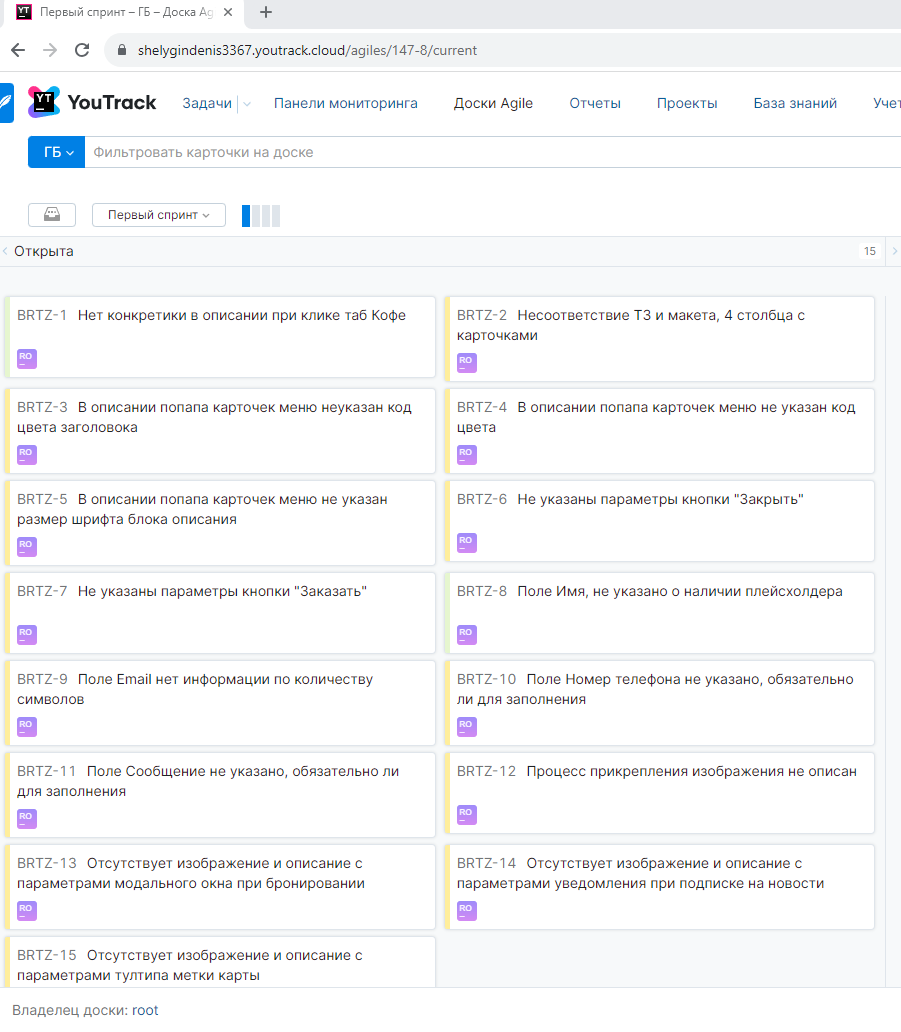 Первый спринт – ГБ – Доска Ag
shelygindenis3367.youtrack.cloud/agiles/147-8/current
YT YouTrack Задачи Панели мониторинга Доски Agile Отчеты Проекты База знаний Учет
ГБ Фильтровать карточки на доске
Первый спринт
Открыта 15
BRTZ-1 Нет конкретики в описании при клике таб Кофе
RO
BRTZ-2 Несоответствие ТЗ и макета, 4 столбца с
карточками
RO
BRTZ-3 В описании попапа карточек меню неуказан код
цвета заголовока
RO
BRTZ-4 В описании попапа карточек меню не указан код
цвета
RO
BRTZ-5 В описании попапа карточек меню не указан
размер шрифта блока описания
RO
BRTZ-6 Не указаны параметры кнопки "Закрыть"
RO
BRTZ-7 Не указаны параметры кнопки "Заказать"
RO
BRTZ-8 Поле Имя, не указано о наличии плейсхолдера
RO
BRTZ-9 Поле Email нет информации по количеству
символов
RO
BRTZ-10 Поле Номер телефона не указано, обязательно
ли для заполнения
RO
BRTZ-11 Поле Сообщение не указано, обязательно ли
для заполнения
RO
BRTZ-12 Процесс прикрепления изображения не описан
RO
BRTZ-13 Отсутствует изображение и описание с
параметрами модального окна при бронировании
RO
BRTZ-14 Отсутствует изображение и описание с
параметрами уведомления при подписке на новости
RO
BRTZ-15 Отсутствует изображение и описание с
параметрами тултипа метки карты
Владелец доски: root